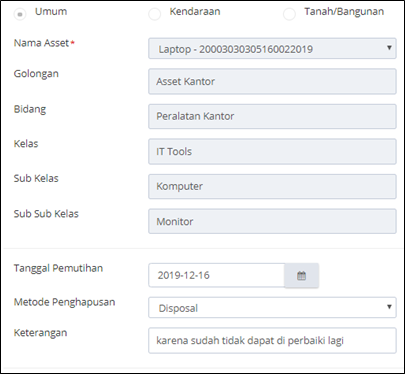 Umum Kendaraan Tanah/Bangunan
Nama Asset* Laptop - 20003030305160022019
Golongan Asset Kantor
Bidang Peralatan Kantor
Kelas IT Tools
Sub Kelas Komputer
Sub Sub Kelas Monitor
Tanggal Pemutihan 2019-12-16
Metode Penghapusan Disposal
Keterangan karena sudah tidak dapat di perbaiki lagi